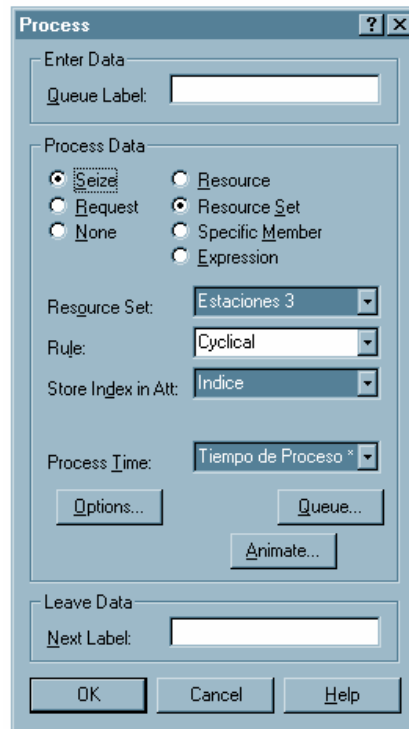 Process
Enter Data
Queue Label:
Process Data
Seize Resource
Request Resource Set
None Specific Member
Expression
Resource Set: Estaciones 3
Rule: Cyclical
Store Index in Att: Indice
Process Time: Tiempo de Proceso *
Options... Queue...
Animate...
Leave Data
Next Label:
OK Cancel Help